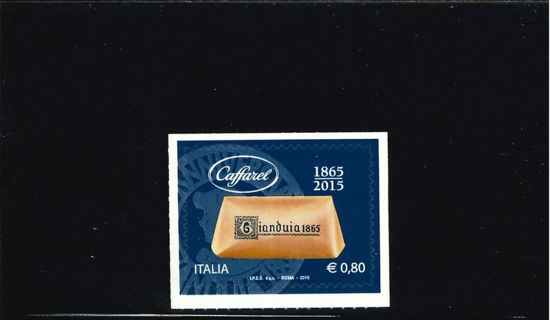 Caffarel
1865
2015
Gianduia 1865
ITALIA
€ 0,80
I.P.Z.S. S.p.A. - ROMA - 2015